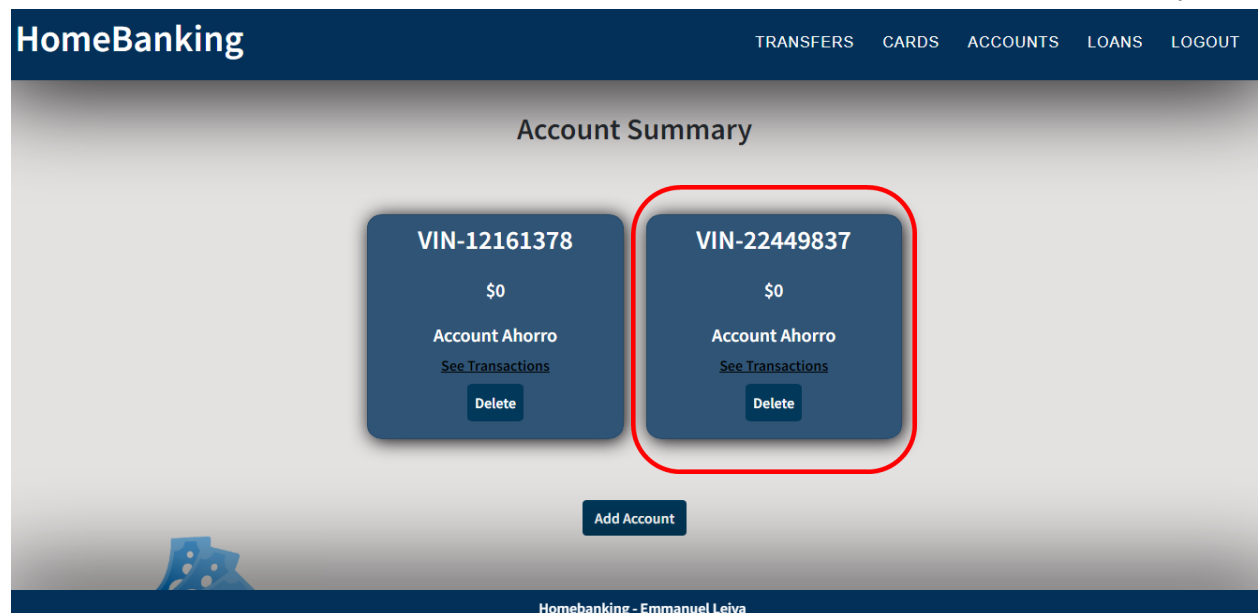 HomeBanking
TRANSFERS CARDS ACCOUNTS LOANS LOGOUT
Account Summary
VIN-12161378
$0
Account Ahorro
See Transactions
Delete
VIN-22449837
$0
Account Ahorro
See Transactions
Delete
Add Account
Homebanking - Emmanuel Leiva